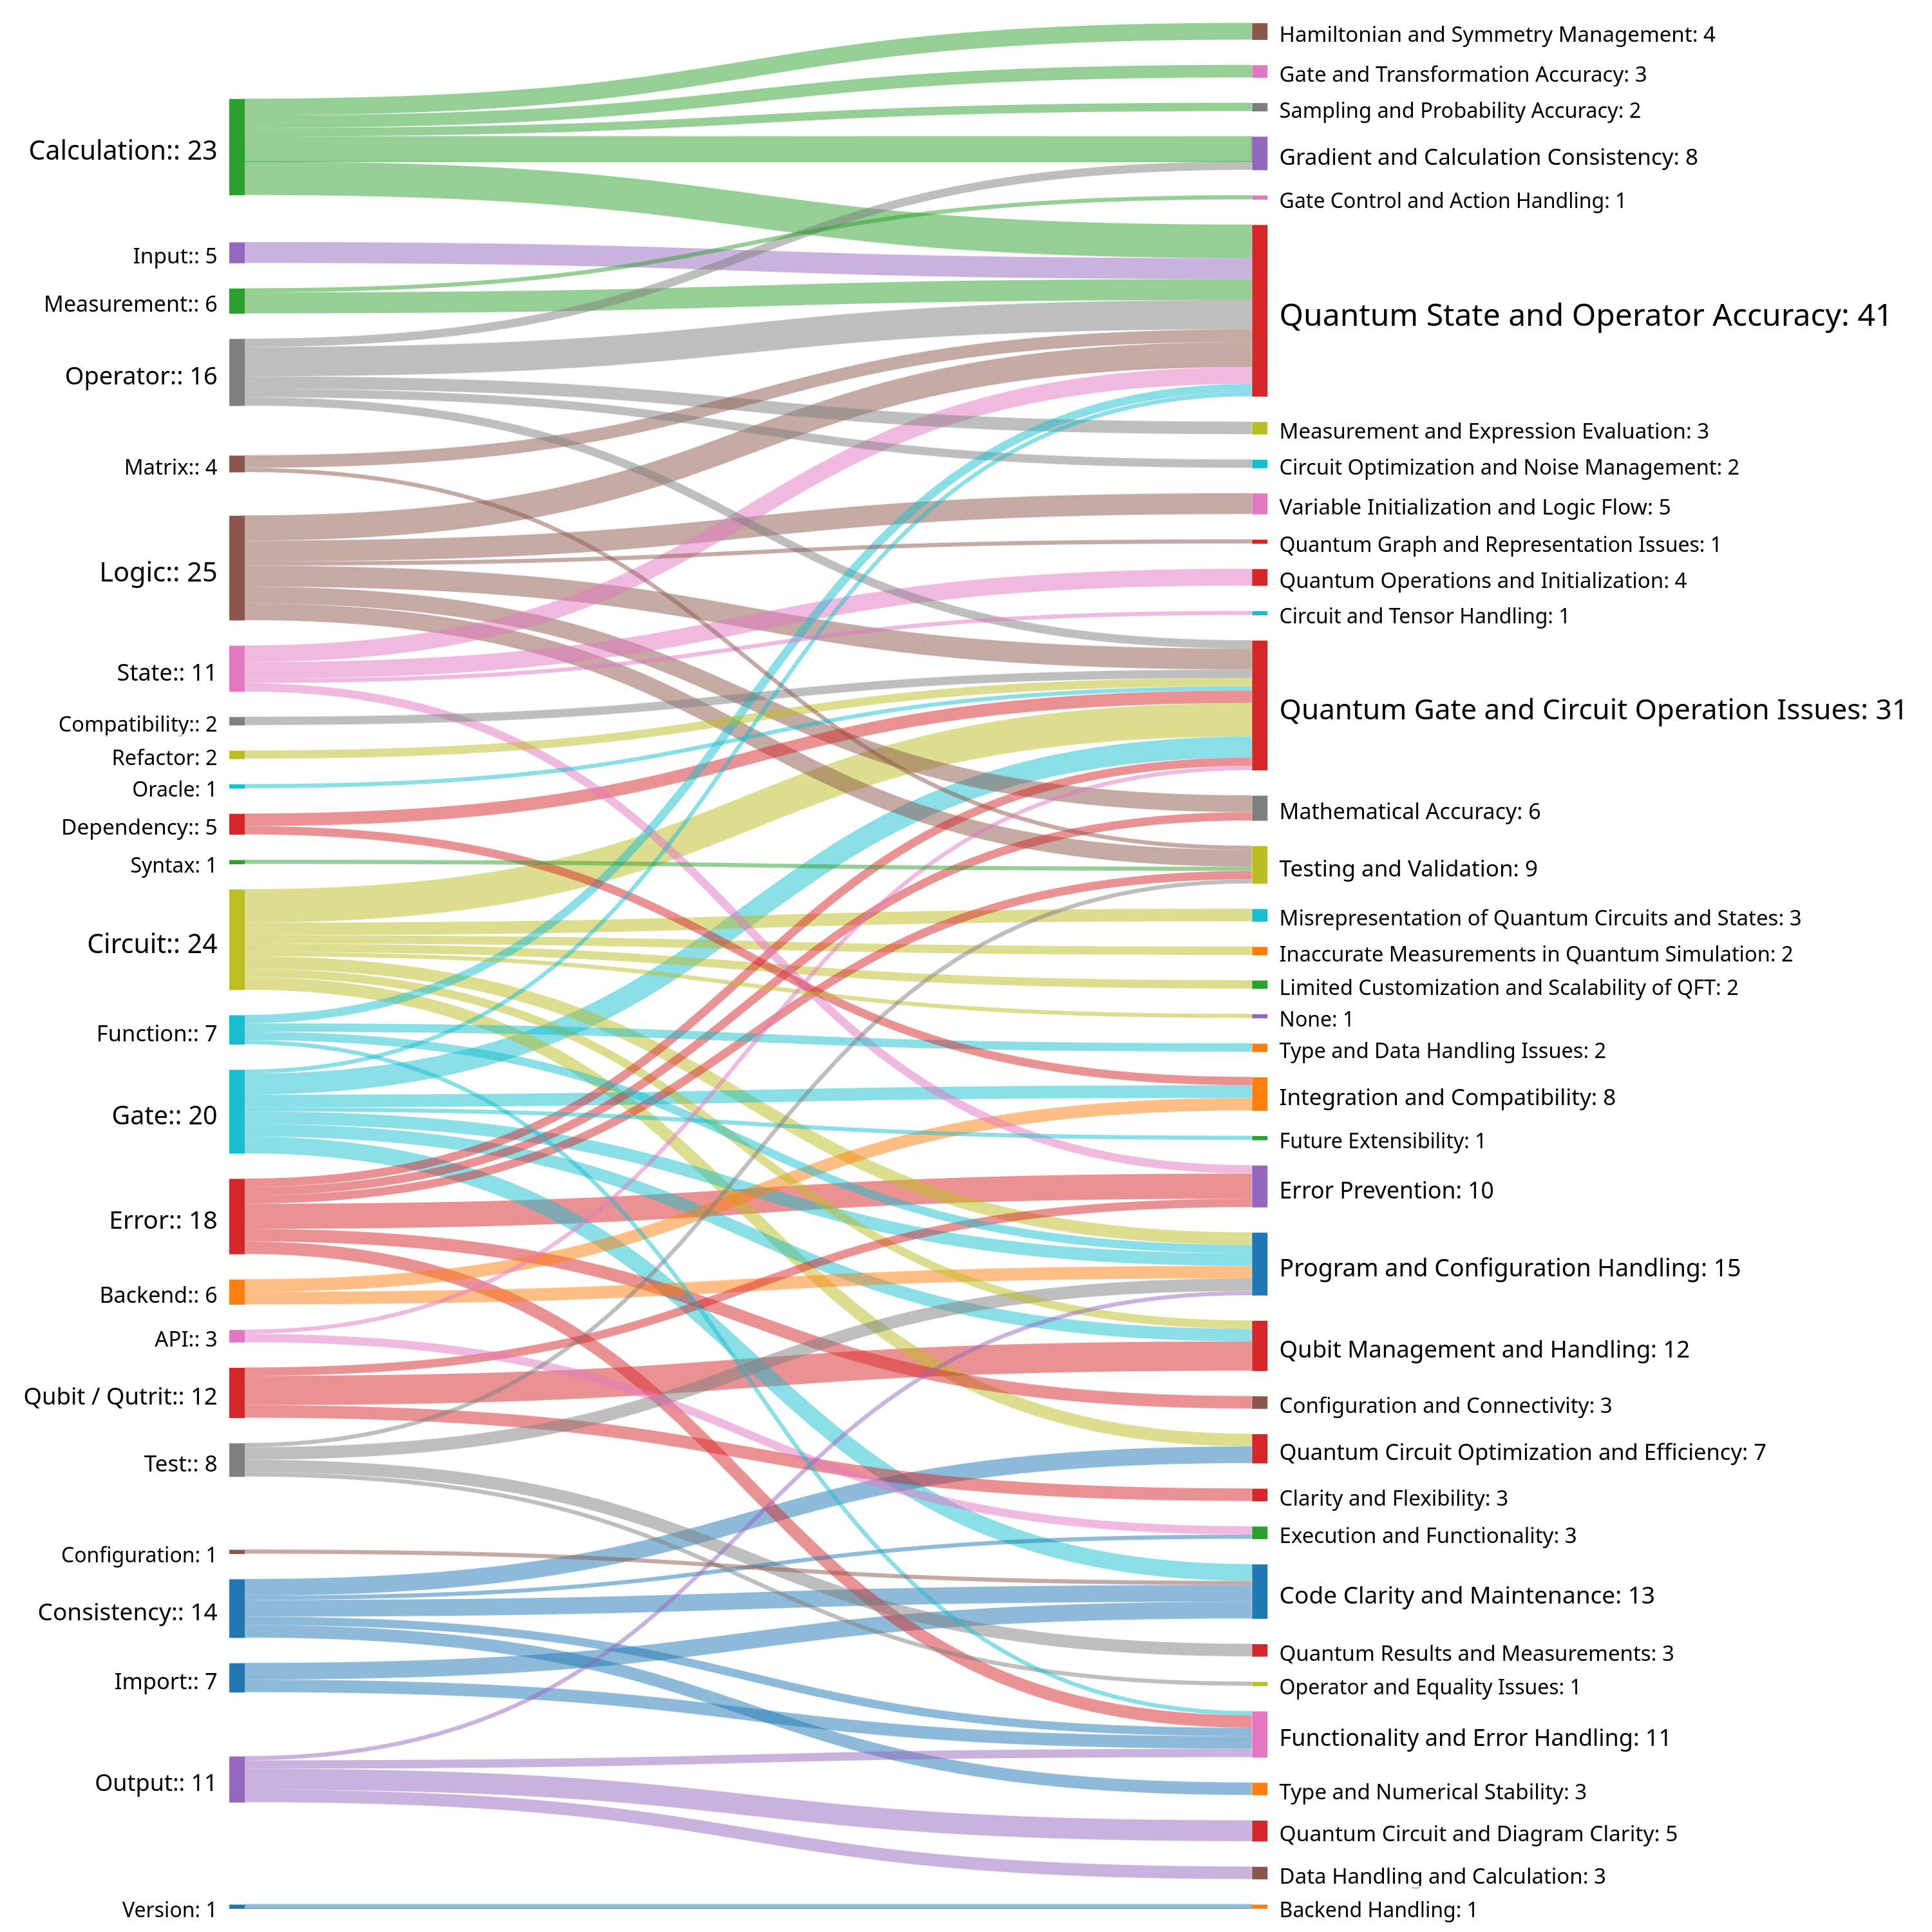 Calculation:: 23
Input:: 5
Measurement:: 6
Operator:: 16
Matrix:: 4
Logic:: 25
State:: 11
Compatibility:: 2
Refactor: 2
Oracle: 1
Dependency:: 5
Syntax: 1
Circuit:: 24
Function:: 7
Gate:: 20
Error:: 18
Backend:: 6
API:: 3
Qubit / Qutrit:: 12
Test:: 8
Configuration: 1
Consistency:: 14
Import:: 7
Output:: 11
Version: 1
Hamiltonian and Symmetry Management: 4
Gate and Transformation Accuracy: 3
Sampling and Probability Accuracy: 2
Gradient and Calculation Consistency: 8
Gate Control and Action Handling: 1
Quantum State and Operator Accuracy: 41
Measurement and Expression Evaluation: 3
Circuit Optimization and Noise Management: 2
Variable Initialization and Logic Flow: 5
Quantum Graph and Representation Issues: 1
Quantum Operations and Initialization: 4
Circuit and Tensor Handling: 1
Quantum Gate and Circuit Operation Issues: 31
Mathematical Accuracy: 6
Testing and Validation: 9
Misrepresentation of Quantum Circuits and States: 3
Inaccurate Measurements in Quantum Simulation: 2
Limited Customization and Scalability of QFT: 2
None: 1
Type and Data Handling Issues: 2
Integration and Compatibility: 8
Future Extensibility: 1
Error Prevention: 10
Program and Configuration Handling: 15
Qubit Management and Handling: 12
Configuration and Connectivity: 3
Quantum Circuit Optimization and Efficiency: 7
Clarity and Flexibility: 3
Execution and Functionality: 3
Code Clarity and Maintenance: 13
Quantum Results and Measurements: 3
Operator and Equality Issues: 1
Functionality and Error Handling: 11
Type and Numerical Stability: 3
Quantum Circuit and Diagram Clarity: 5
Data Handling and Calculation: 3
Backend Handling: 1